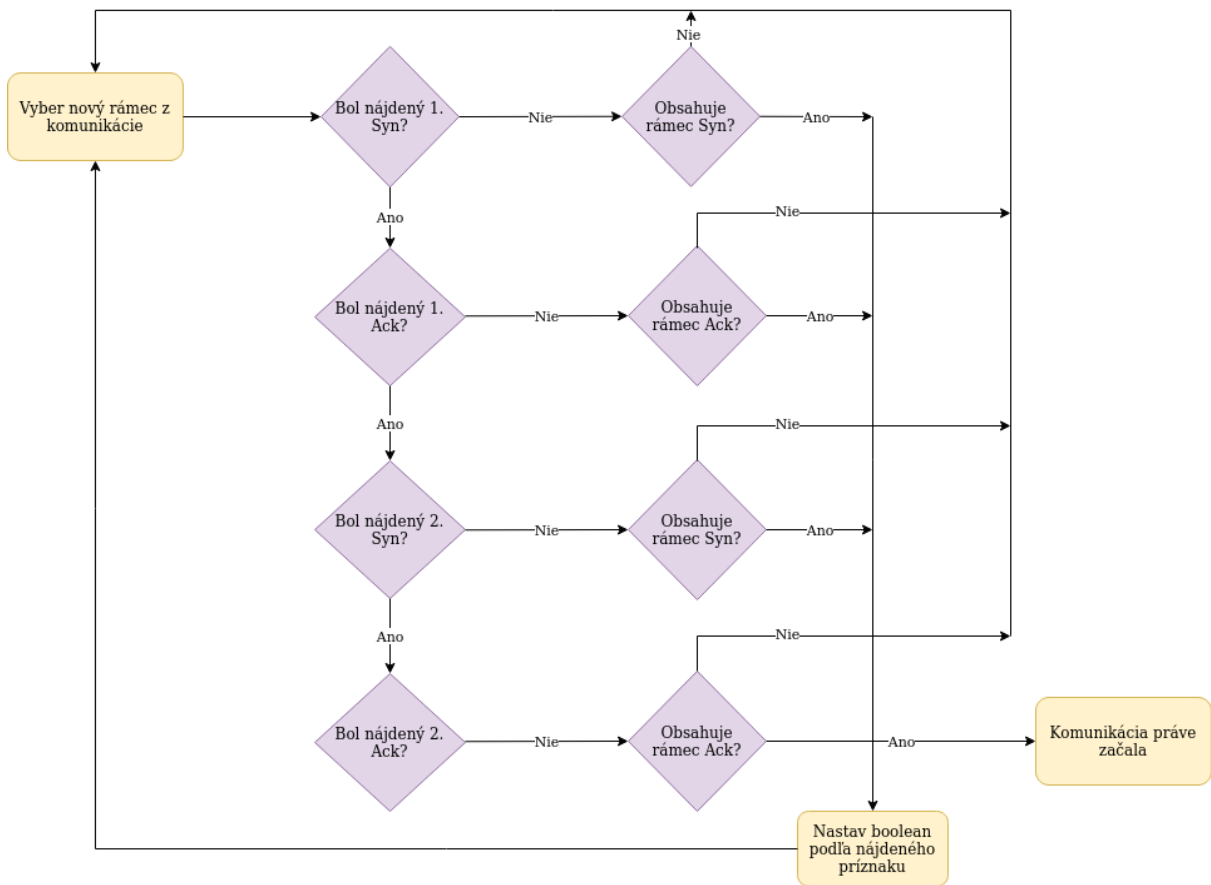 Nie
Vyber nový rámec z
komunikácie
Bol nájdený 1.
Syn?
Nie
Obsahuje
rámec Syn?
Ano
Ano
Nie
Bol nájdený 1.
Ack?
Nie
Obsahuje
rámec Ack?
Ano
Ano
Nie
Bol nájdený 2.
Syn?
Nie
Obsahuje
rámec Syn?
Ano
Ano
Nie
Bol nájdený 2.
Ack?
Nie
Obsahuje
rámec Ack?
Ano
Komunikácia práve
začala
Nastav boolean
podľa nájdeného
príznaku